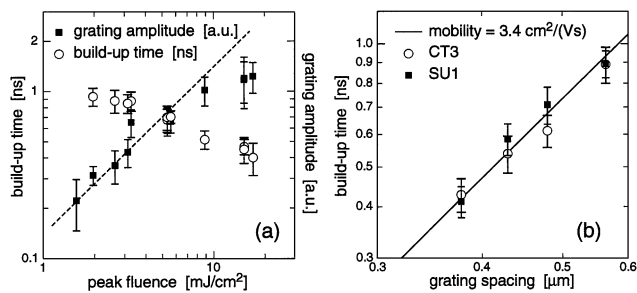 grating amplitude [a.u.]
build-up time [ns]
2
1
0.1
build-up time [ns]
grating amplitude [a.u.]
(a)
1
10
peak fluence [mJ/cm²]
mobility = 3.4 cm²/(Vs)
CT3
SU1
1.0
0.9
0.8
0.7
0.6
0.5
0.4
0.3
build-up time [ns]
(b)
0.3
0.4
0.5
0.6
grating spacing [µm]